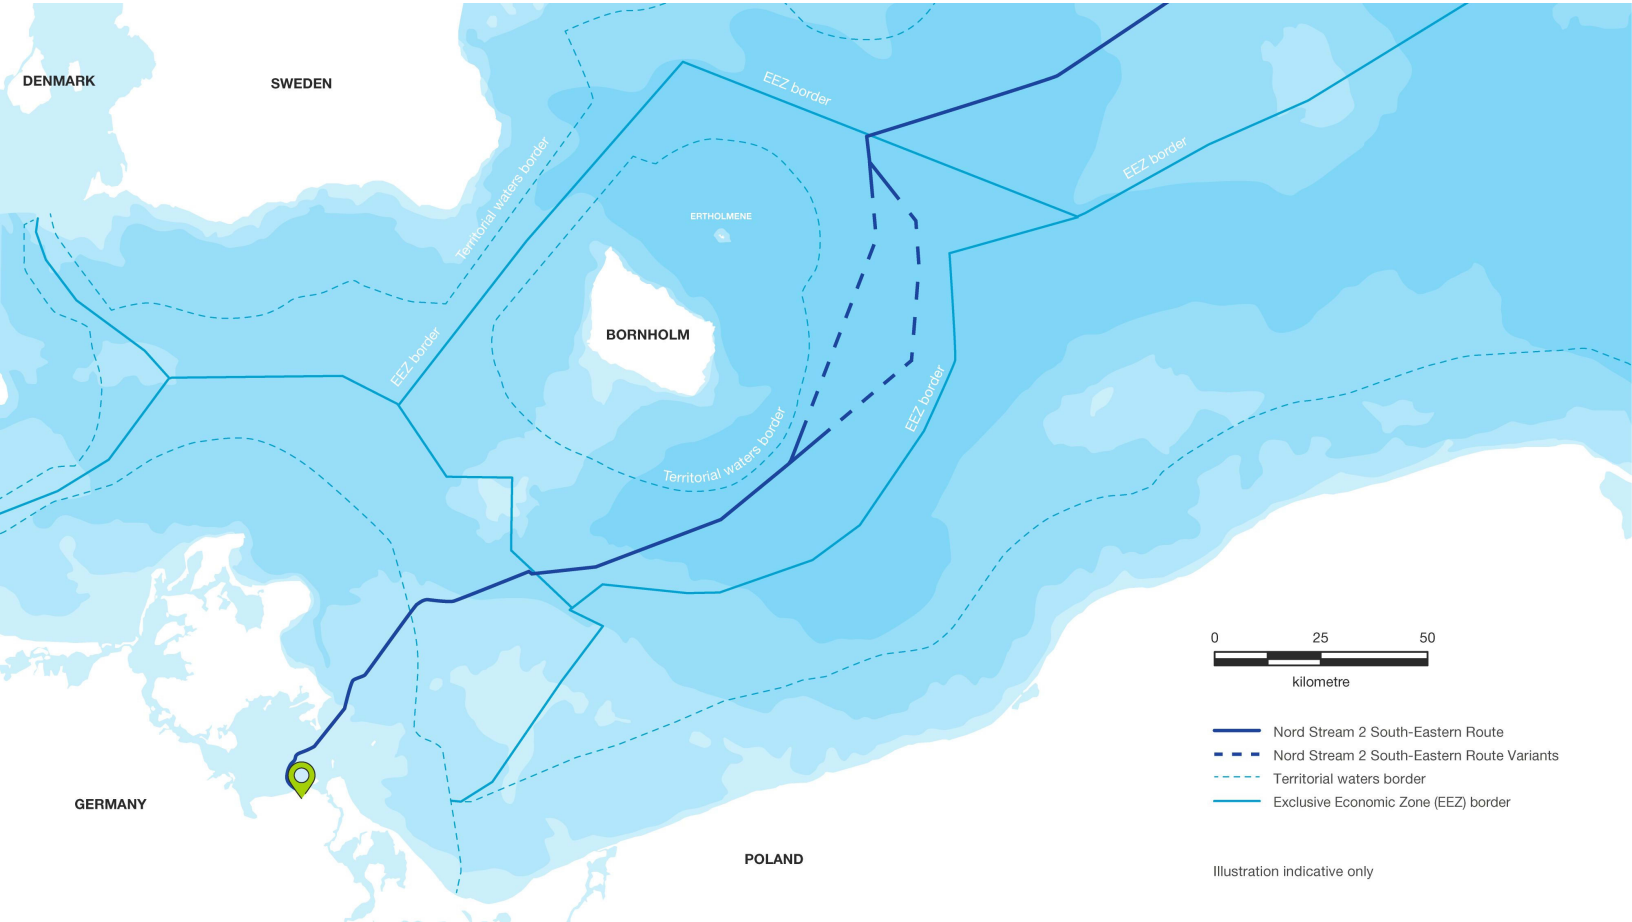 DENMARK
SWEDEN
EEZ border
Territorial waters border
EEZ border
ERTHOLMENE
BORNHOLM
EEZ border
EEZ border
Territorial waters border
GERMANY
POLAND
0 25 50
kilometre
Nord Stream 2 South-Eastern Route
Nord Stream 2 South-Eastern Route Variants
Territorial waters border
Exclusive Economic Zone (EEZ) border
Illustration indicative only